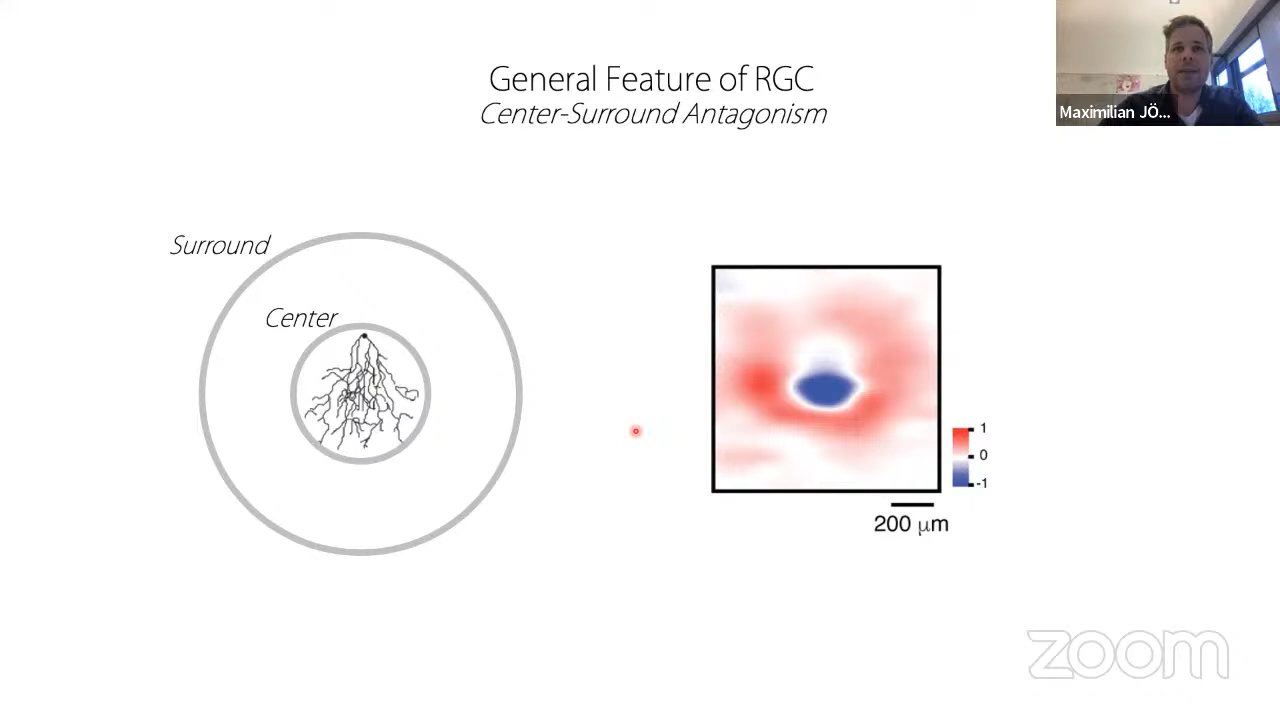 General Feature of RGC
Center-Surround Antagonism
Maximilian JÖ...
Surround
Center
1
0
-1
200 μm
zoom